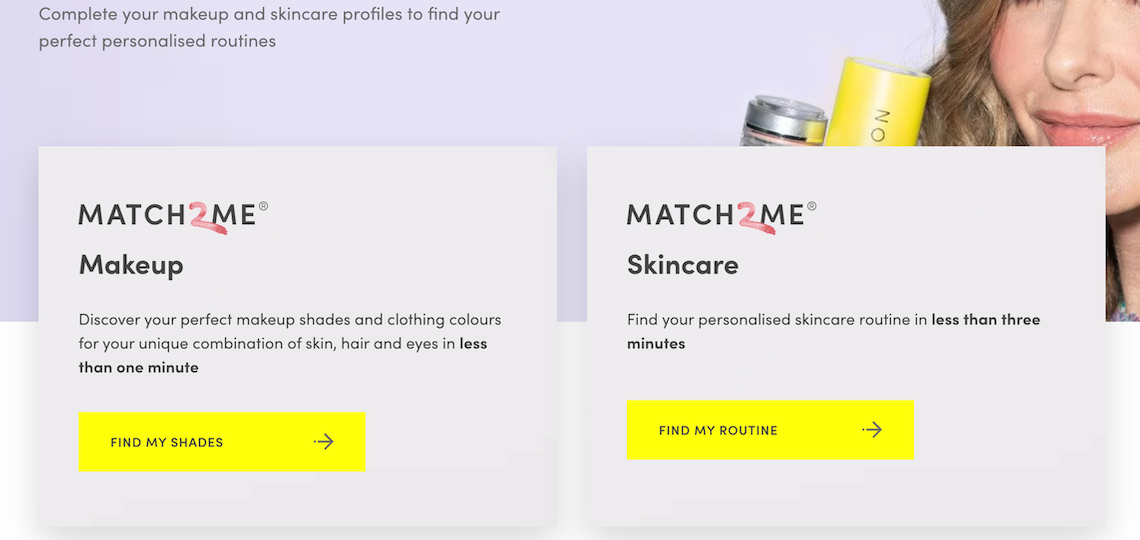 Complete your makeup and skincare profiles to find your
perfect personalised routines
ON
MATCH2ME®
Makeup
Discover your perfect makeup shades and clothing colours
for your unique combination of skin, hair and eyes in less
than one minute
FIND MY SHADES
MATCH2ME®
Skincare
Find your personalised skincare routine in less than three
minutes
FIND MY ROUTINE